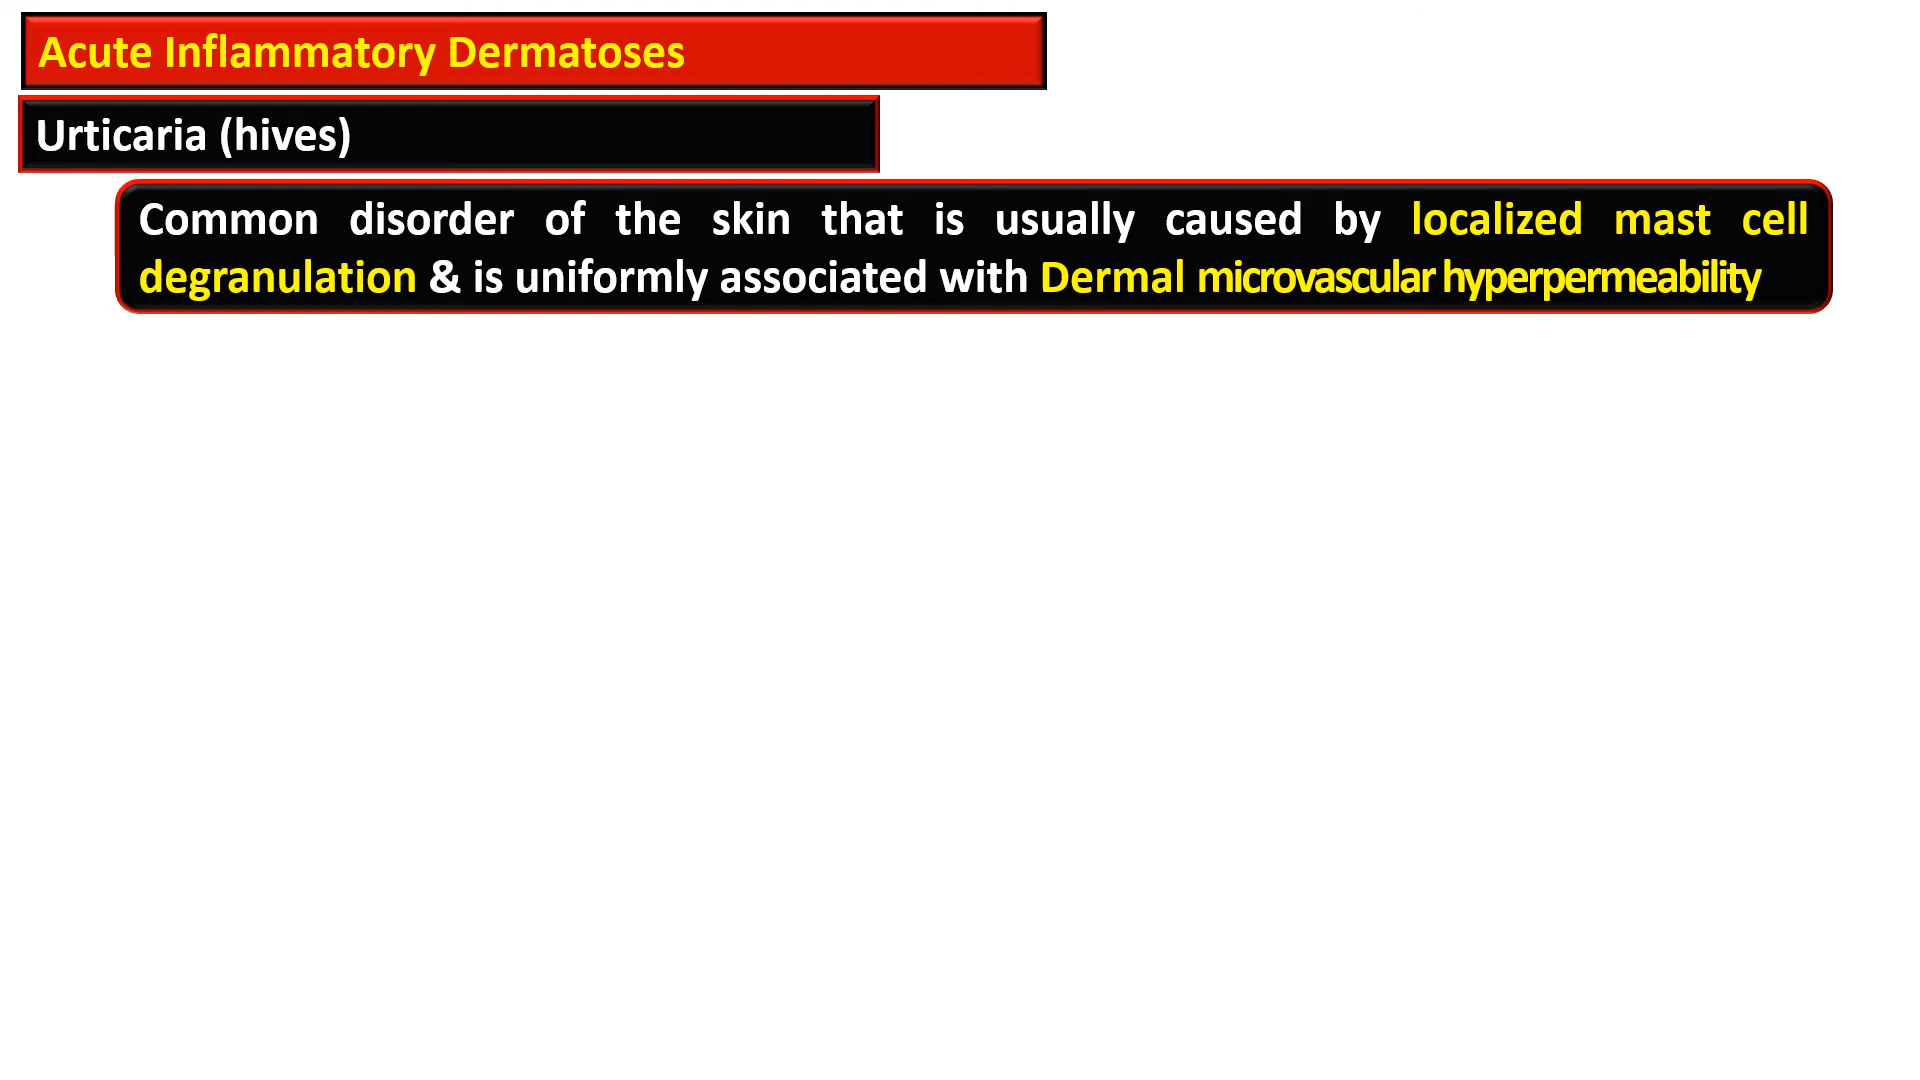 Acute Inflammatory Dermatoses
Urticaria (hives)
Common disorder of the skin that is usually caused by localized mast cell
degranulation & is uniformly associated with Dermal microvascular hyperpermeability